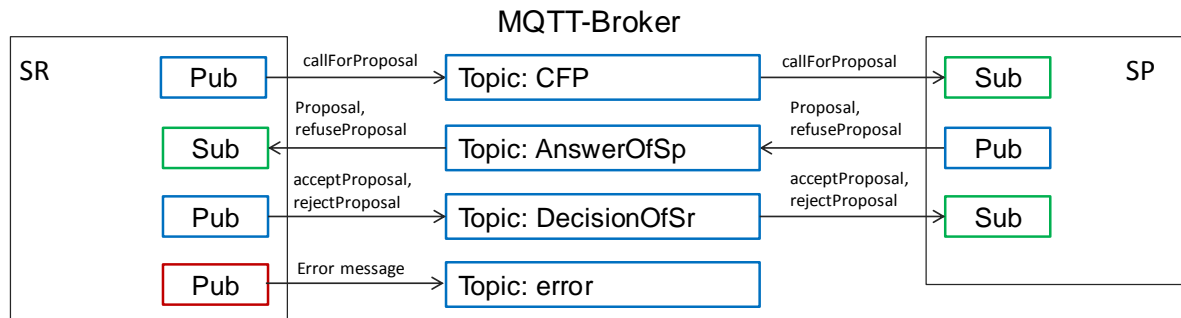 MQTT-Broker
SR
SP
Pub
callForProposal
Topic: CFP
callForProposal
Sub
Sub
Proposal,
refuseProposal
Topic: AnswerOfSp
Proposal,
refuseProposal
Pub
Pub
acceptProposal,
rejectProposal
Topic: DecisionOfSr
acceptProposal,
rejectProposal
Sub
Pub
Error message
Topic: error